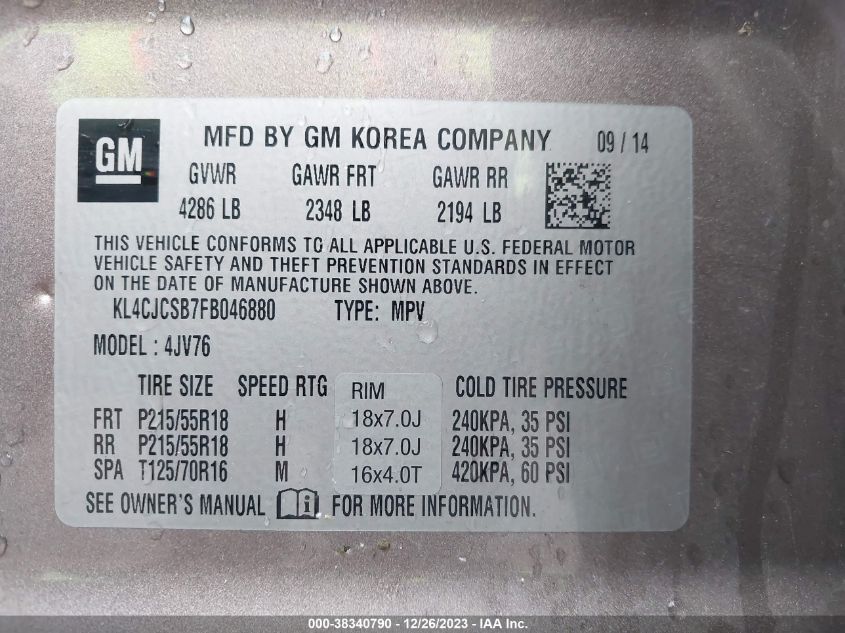 GM
MFD BY GM KOREA COMPANY 09 / 14
GVWR GAWR FRT GAWR RR
4286 LB 2348 LB 2194 LB
THIS VEHICLE CONFORMS TO ALL APPLICABLE U.S. FEDERAL MOTOR
VEHICLE SAFETY AND THEFT PREVENTION STANDARDS IN EFFECT
ON THE DATE OF MANUFACTURE SHOWN ABOVE.
KL4CJCSB7FB046880 TYPE: MPV
MODEL : 4JV76
TIRE SIZE SPEED RTG RIM COLD TIRE PRESSURE
FRT P215/55R18 H 18x7.0J 240KPA, 35 PSI
RR P215/55R18 H 18x7.0J 240KPA, 35 PSI
SPA T125/70R16 M 16x4.0T 420KPA, 60 PSI
SEE OWNER'S MANUAL i FOR MORE INFORMATION.
000-38340790 - 12/26/2023 - IAA Inc.